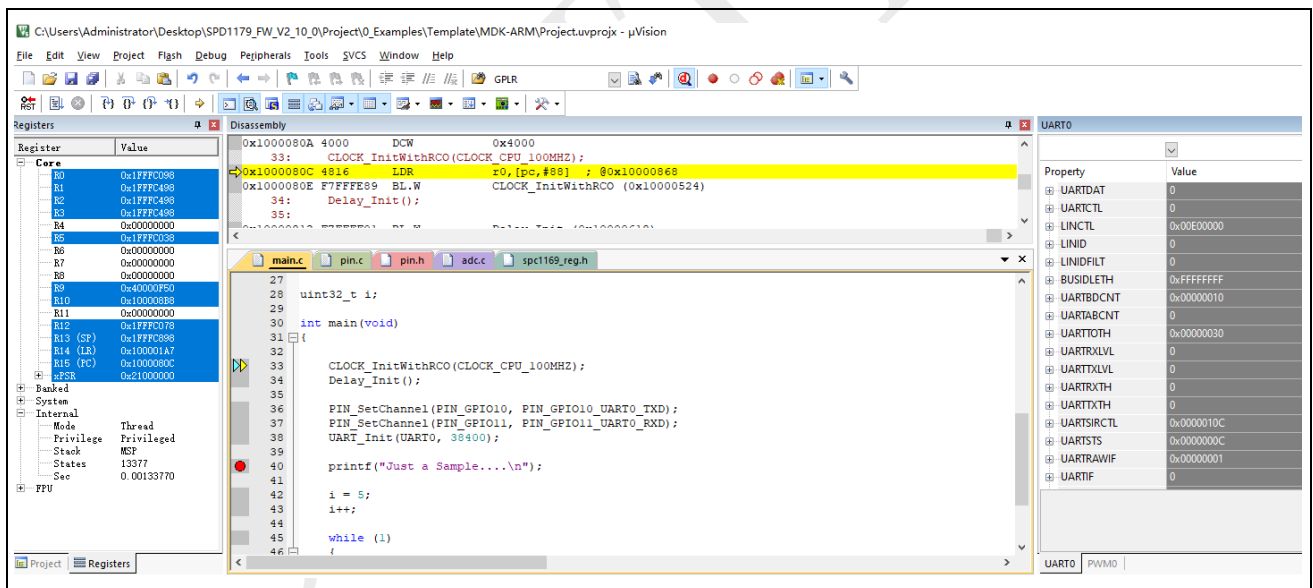 C:\Users\Administrator\Desktop\SPD1179_FW_V2_10_0\Project\0_Examples\Template\MDK-ARM\Project.uvprojx - µVision
File Edit View Project Flash Debug Peripherals Tools SVCS Window Help
GPLR
RST
Registers
Register Value
Core
R0 0x1FFFC098
R1 0x1FFFC498
R2 0x1FFFC498
R3 0x1FFFC498
R4 0x00000000
R5 0x1FFFC038
R6 0x00000000
R7 0x00000000
R8 0x00000000
R9 0x40000F50
R10 0x100008B8
R11 0x00000000
R12 0x1FFFC078
R13 (SP) 0x1FFFC898
R14 (LR) 0x100001A7
R15 (PC) 0x1000080C
xPSR 0x21000000
Banked
System
Internal
Mode Thread
Privilege Privileged
Stack MSP
States 13377
Sec 0.00133770
FPU
Project Registers
Disassembly
0x1000080A 4000 DCW 0x4000
33: CLOCK_InitWithRCO(CLOCK_CPU_100MHZ);
0x1000080C 4816 LDR r0,[pc,#88] ; @0x10000868
0x1000080E F7FFFE89 BL.W CLOCK_InitWithRCO (0x10000524)
34: Delay_Init();
35:
main.c pin.c pin.h adc.c spc1169_reg.h
27
28 uint32_t i;
29
30 int main(void)
31 {
32
33 CLOCK_InitWithRCO(CLOCK_CPU_100MHZ);
34 Delay_Init();
35
36 PIN_SetChannel(PIN_GPIO10, PIN_GPIO10_UART0_TXD);
37 PIN_SetChannel(PIN_GPIO11, PIN_GPIO11_UART0_RXD);
38 UART_Init(UART0, 38400);
39
40 printf("Just a Sample....\n");
41
42 i = 5;
43 i++;
44
45 while (1)
46 {
UART0
Property Value
UARTDAT 0
UARTCTL 0
LINCTL 0x00E00000
LINID 0
LINIDFILT 0
BUSIDLETH 0xFFFFFFFF
UARTBDCNT 0x00000010
UARTABCNT 0
UARTTOTH 0x00000030
UARTRXLVL 0
UARTTXLVL 0
UARTRXTH 0
UARTTXTH 0
UARTSIRCTL 0x0000010C
UARTSTS 0x0000000C
UARTRAWIF 0x00000001
UARTIF 0
UART0 PWM0